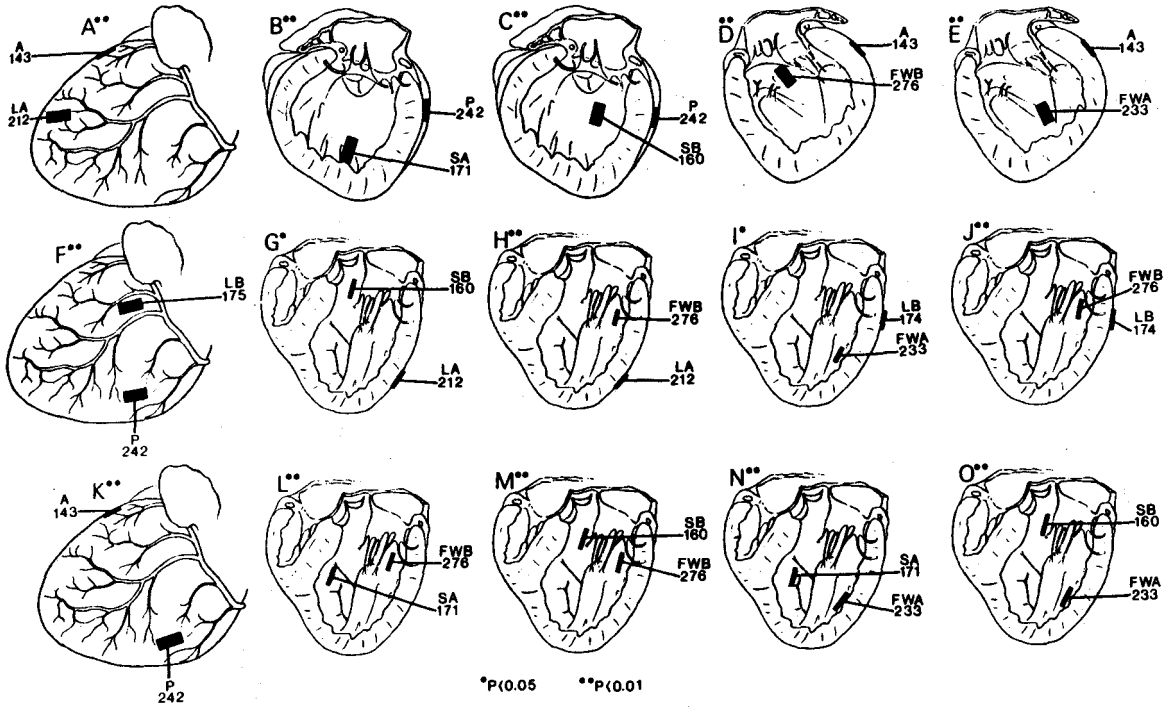 A••
A
143
LA
212
B••
P
242
SA
171
C••
P
242
SB
160
D
••
A
143
FWB
276
E
••
A
143
FWA
233
F••
LB
175
P
242
G•
SB
160
LA
212
H••
FWB
276
LA
212
I•
LB
174
FWA
233
J••
FWB
276
LB
174
K••
A
143
P
242
L••
FWB
276
SA
171
M••
SB
160
FWB
276
N••
SA
171
FWA
233
O••
SB
160
FWA
233
•P<0.05 ••P<0.01